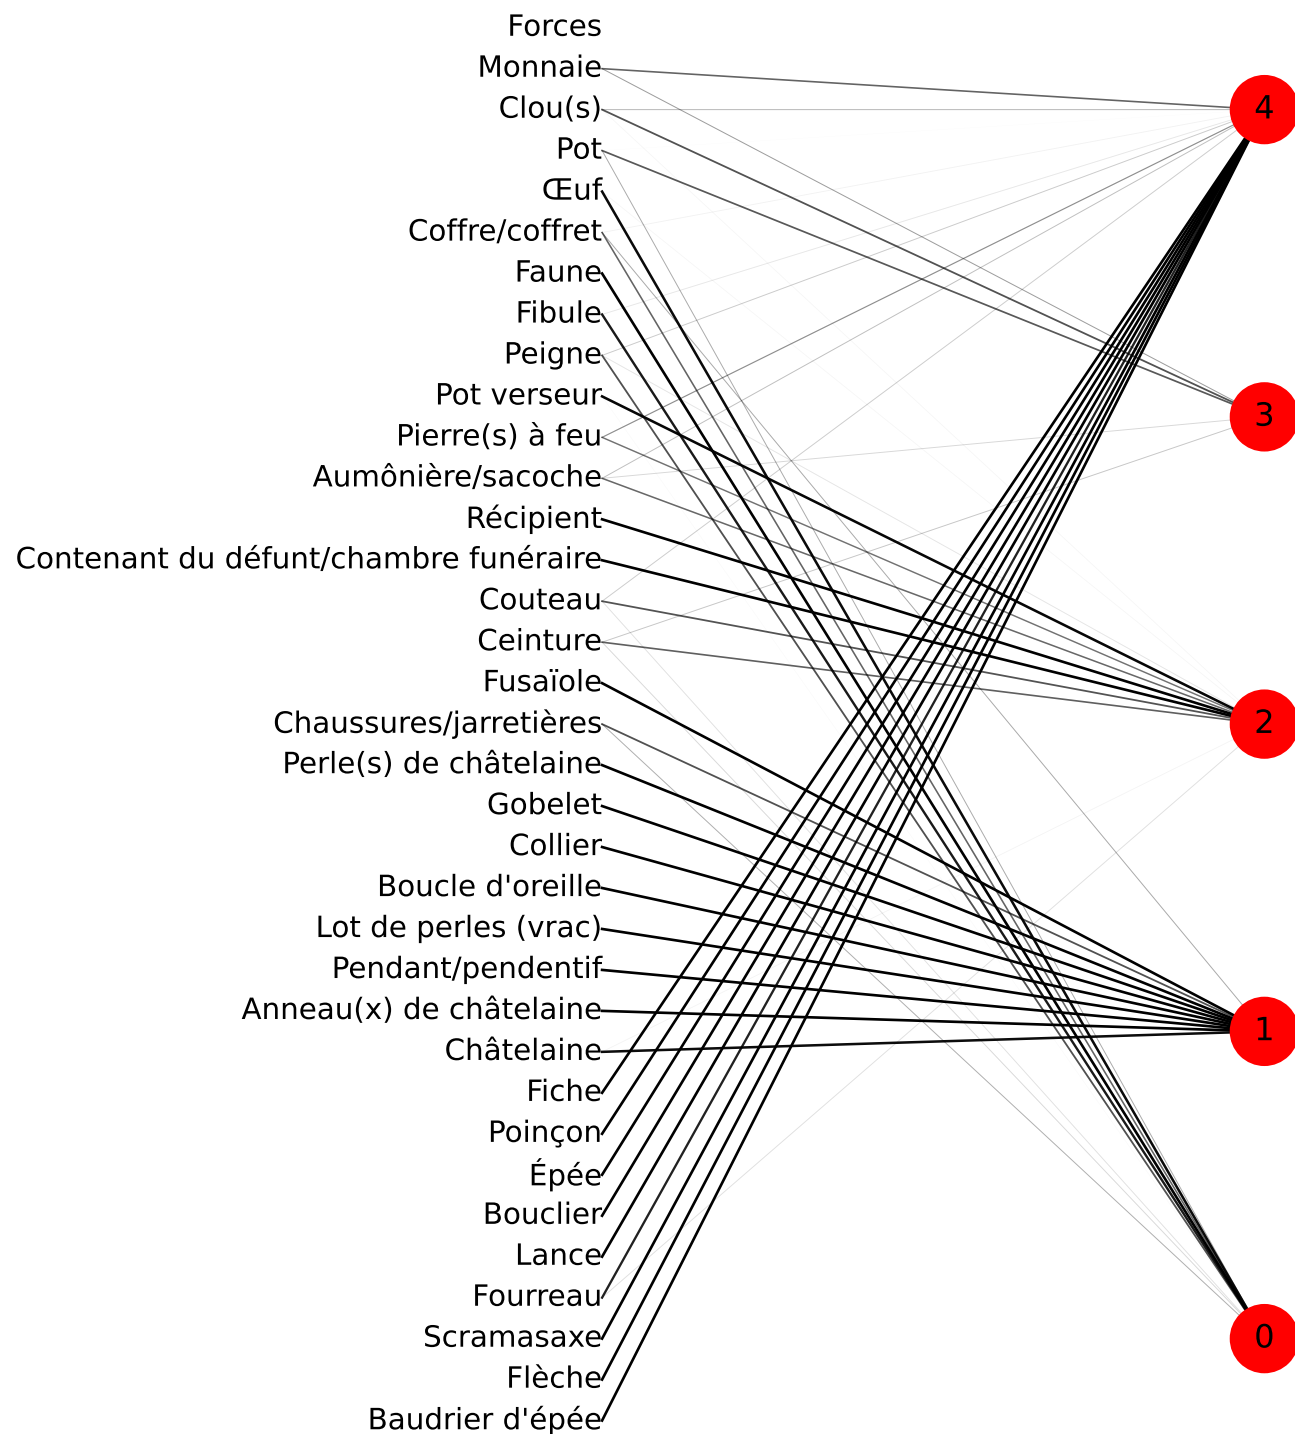 Forces
Monnaie
Clou(s)
Pot
Œuf
Coffre/coffret
Faune
Fibule
Peigne
Pot verseur
Pierre(s) à feu
Aumônière/sacoche
Récipient
Contenant du défunt/chambre funéraire
Couteau
Ceinture
Fusaïole
Chaussures/jarretières
Perle(s) de châtelaine
Gobelet
Collier
Boucle d'oreille
Lot de perles (vrac)
Pendant/pendentif
Anneau(x) de châtelaine
Châtelaine
Fiche
Poinçon
Épée
Bouclier
Lance
Fourreau
Scramasaxe
Flèche
Baudrier d'épée
4
3
2
1
0